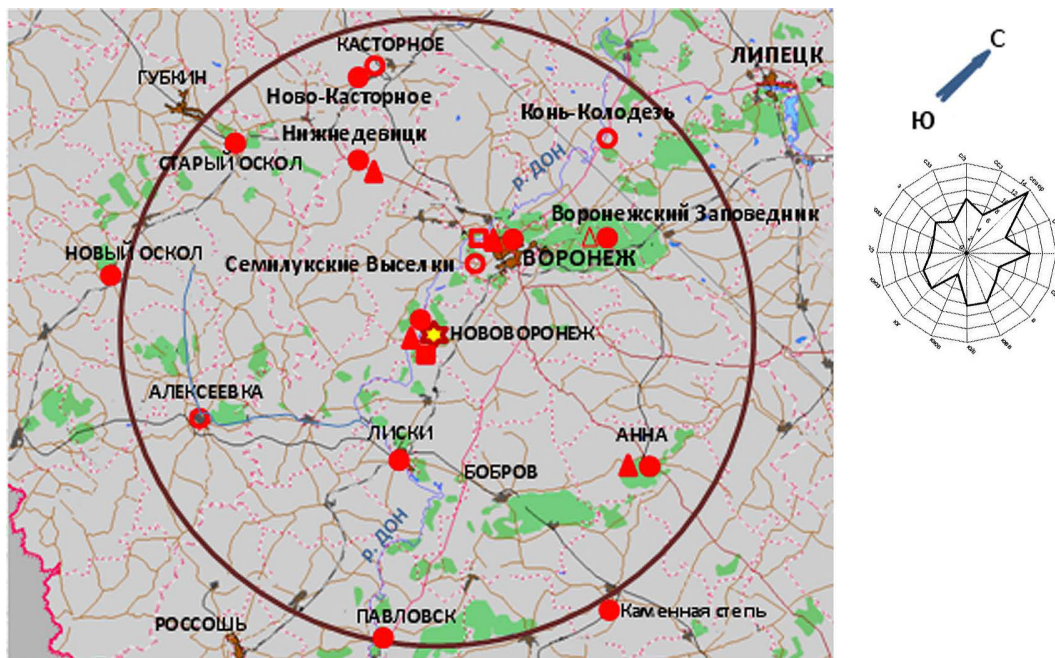 КАСТОРНОЕ
С
ГУБКИН
ЛИПЕЦК
Ново-Касторное
Конь-Колодезь
Ю
Нижнедевицк
СТАРЫЙ ОСКОЛ
р. ДОН
Воронежский Заповедник
НОВЫЙ ОСКОЛ
Семилукские Выселки
ВОРОНЕЖ
НОВОВОРОНЕЖ
АЛЕКСЕЕВКА
ЛИСКИ
АННА
БОБРОВ
р. ДОН
ПАВЛОВСК
Каменная степь
РОССОШЬ